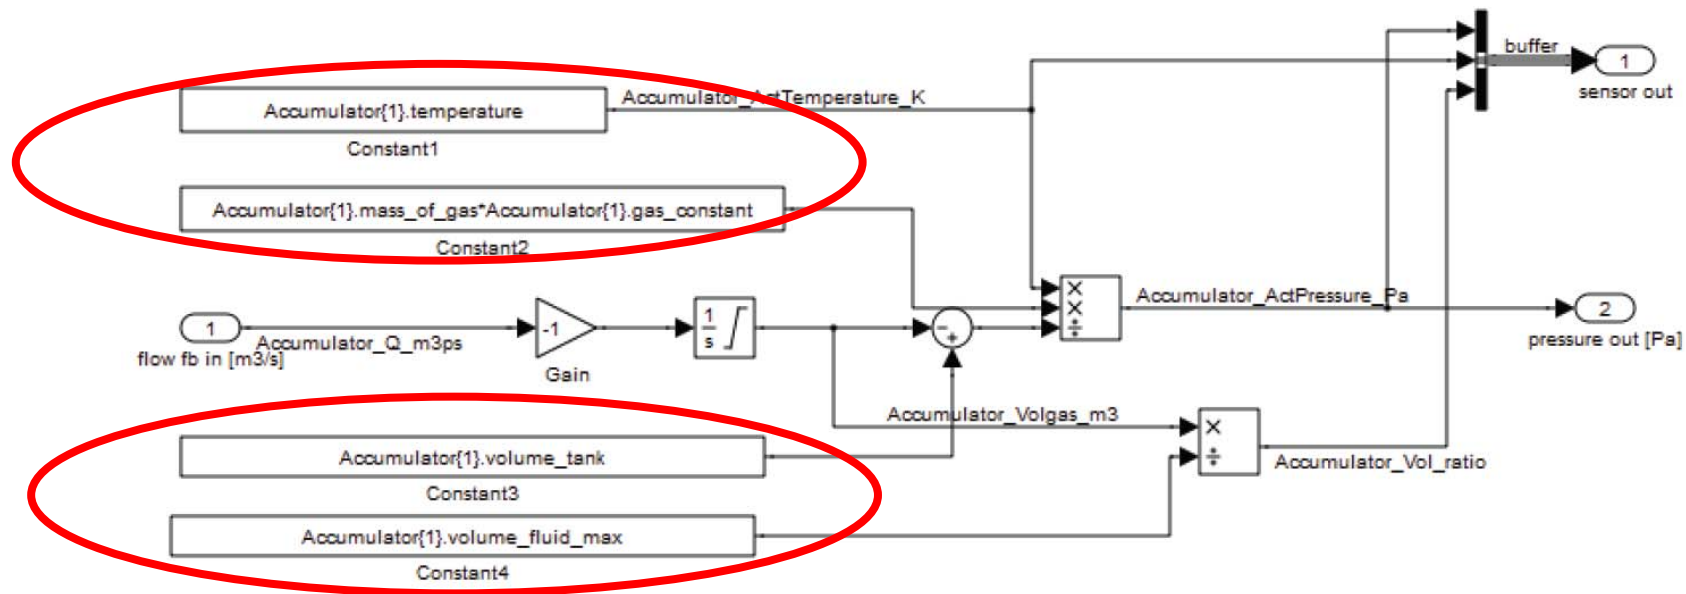 buffer
1
sensor out
Accumulator{1}.temperature
Accumulator_ActTemperature_K
Constant1
Accumulator{1}.mass_of_gas*Accumulator{1}.gas_constant
Constant2
×
×
÷
Accumulator_ActPressure_Pa
2
pressure out [Pa]
1
flow fb in [m3/s]
Accumulator_Q_m3ps
-1
Gain
1
s
−
+
Accumulator_Volgas_m3
×
÷
Accumulator_Vol_ratio
Accumulator{1}.volume_tank
Constant3
Accumulator{1}.volume_fluid_max
Constant4